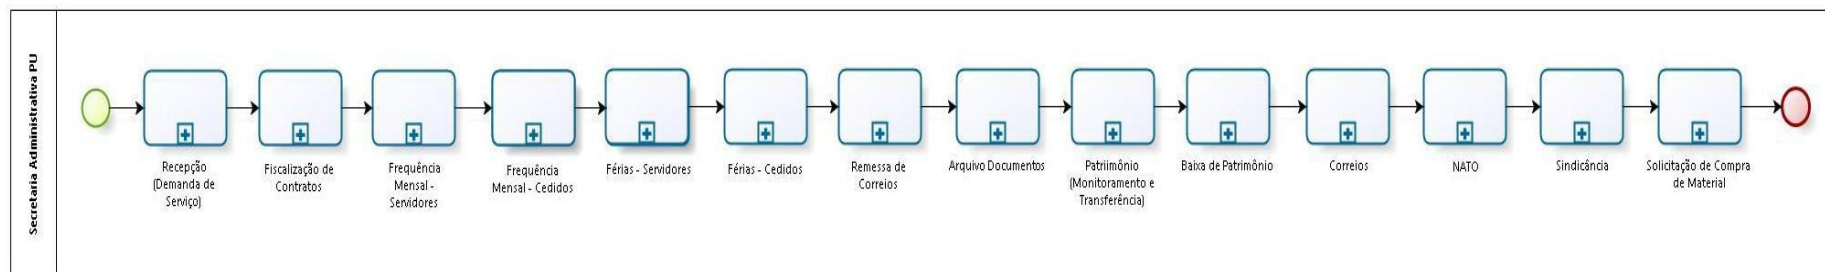 Secretaria Administrativa PU
Recepção
(Demanda de
Serviço)
Fiscalização de
Contratos
Frequência
Mensal -
Servidores
Frequência
Mensal - Cedidos
Férias - Servidores
Férias - Cedidos
Remessa de
Correios
Arquivo Documentos
Patriimônio
(Monitoramento e
Transferência)
Baixa de Patrimônio
Correios
NATO
Sindicância
Solicitação de Compra
de Material